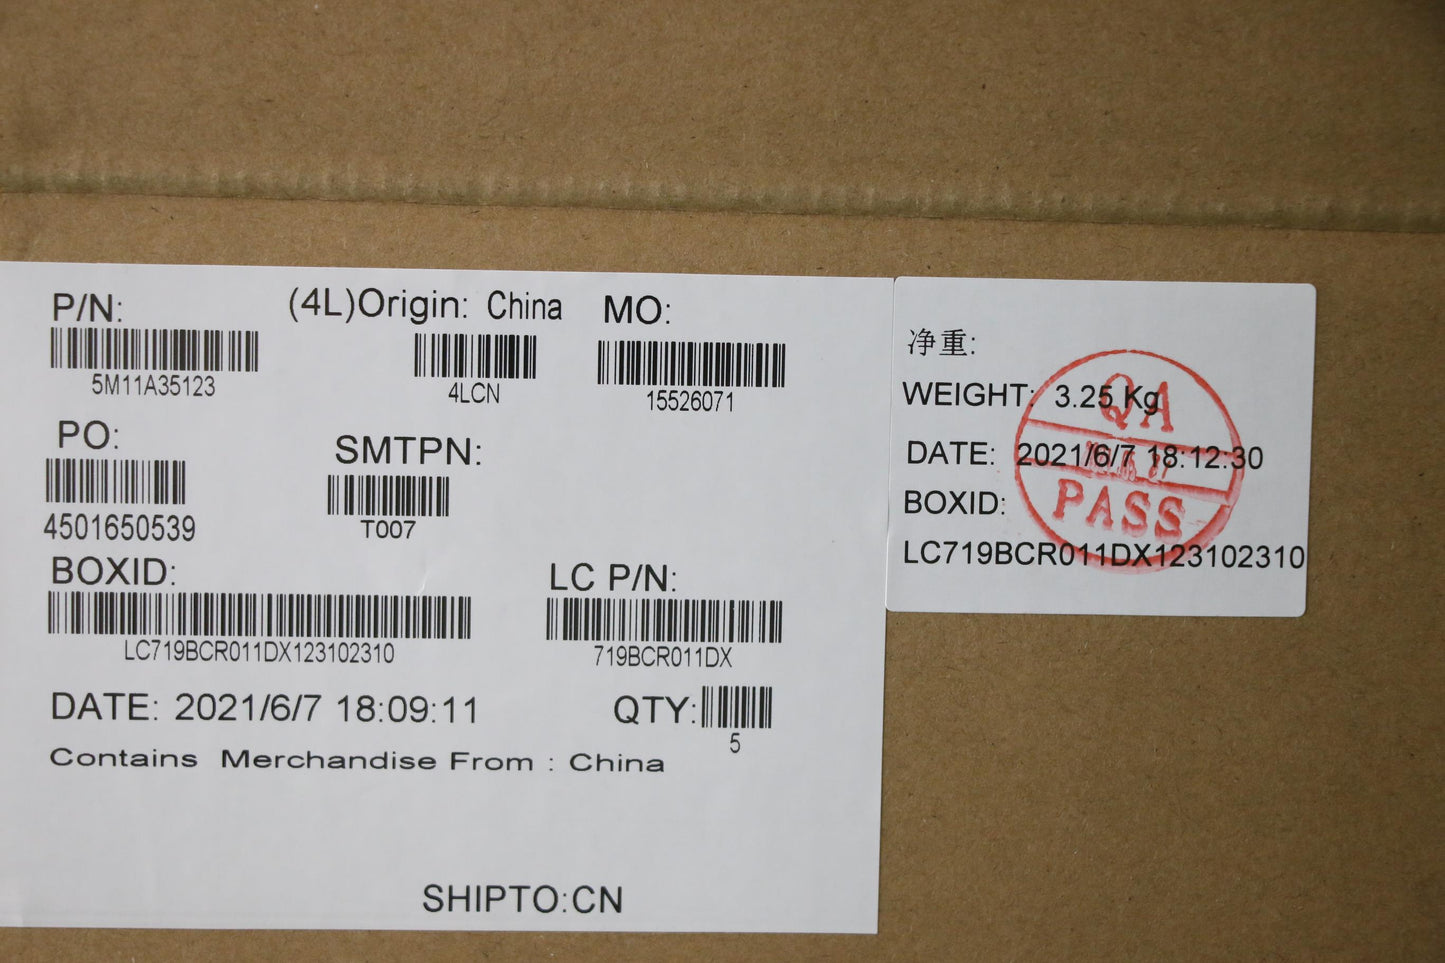 P/N: (4L)Origin: China MO:
5M11A35123 4LCN 15526071
PO: SMTPN:
4501650539 T007
BOXID: LC P/N:
LC719BCR011DX123102310 719BCR011DX
DATE: 2021/6/7 18:09:11 QTY:
5
Contains Merchandise From : China
SHIPTO:CN
净重:
WEIGHT: 3.25 Kg
DATE: 2021/6/7 18:12:30
BOXID:
LC719BCR011DX123102310
QA
PASS